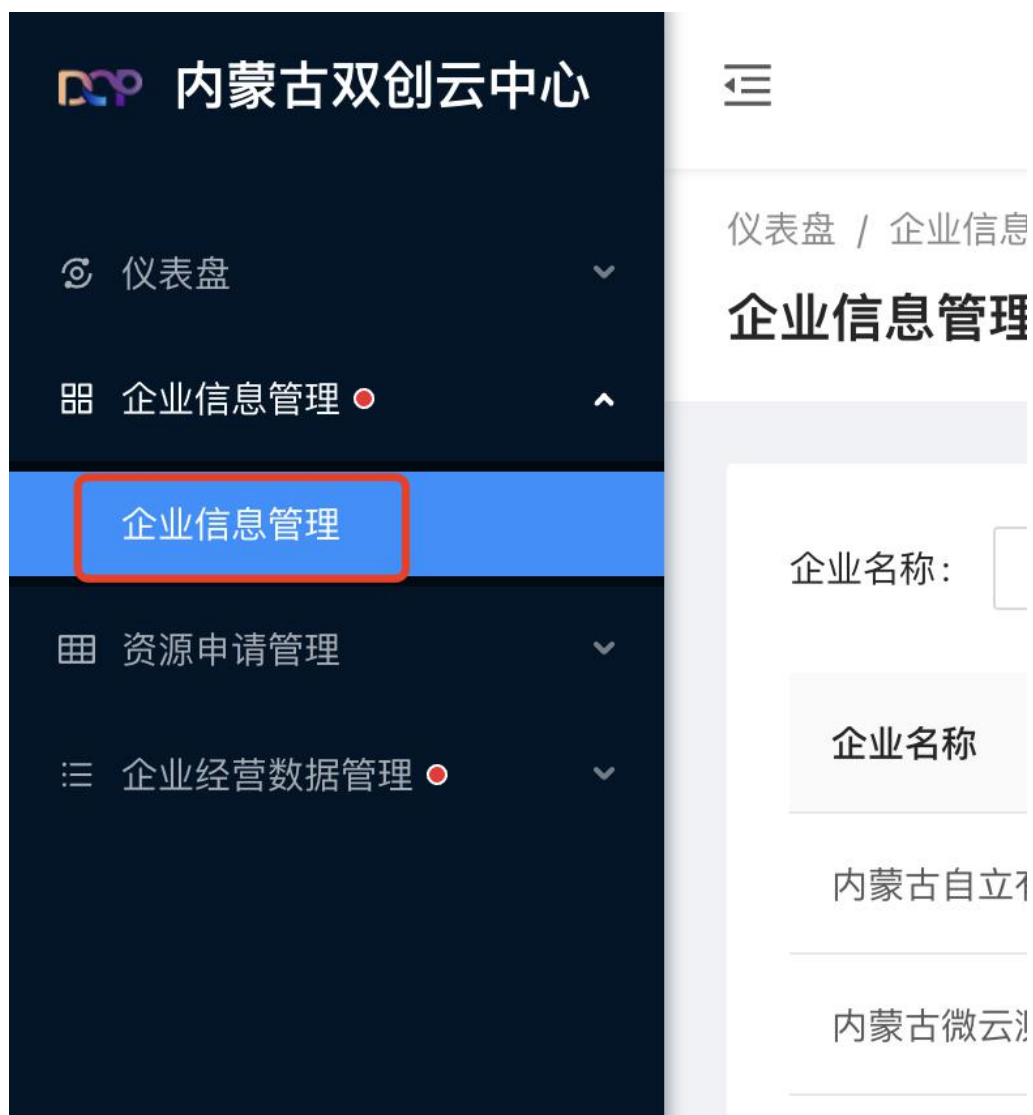 DCP 内蒙古双创云中心
仪表盘
企业信息管理
企业信息管理
资源申请管理
企业经营数据管理
仪表盘 / 企业信息
企业信息管理
企业名称:
企业名称
内蒙古自立
内蒙古微云